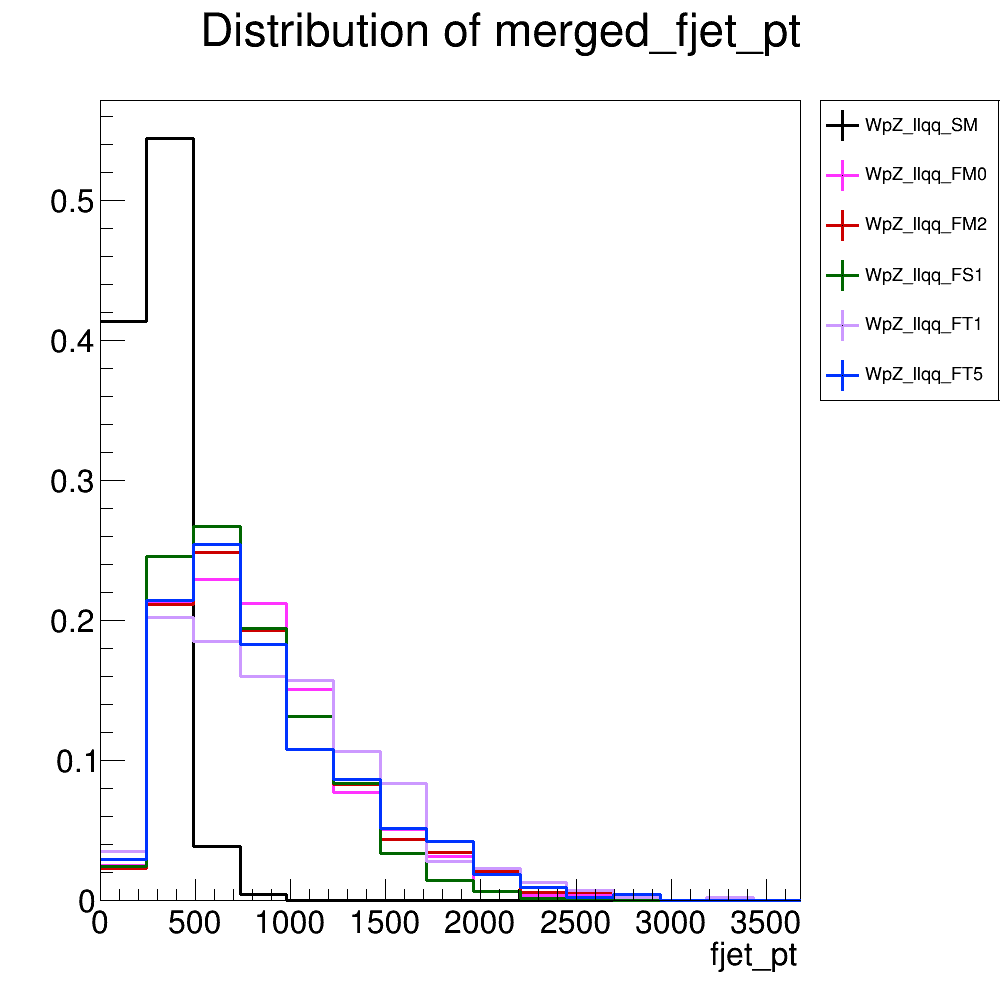 Distribution of merged_fjet_pt
WpZ_llqq_SM
WpZ_llqq_FM0
WpZ_llqq_FM2
WpZ_llqq_FS1
WpZ_llqq_FT1
WpZ_llqq_FT5
0.5
0.4
0.3
0.2
0.1
0
0 500 1000 1500 2000 2500 3000 3500
fjet_pt